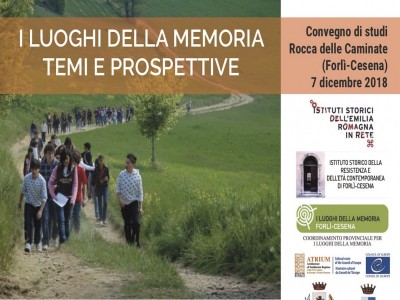 I LUOGHI DELLA MEMORIA
TEMI E PROSPETTIVE
Convegno di studi
Rocca delle Caminate
(Forlì-Cesena)
7 dicembre 2018
ISTITUTI STORICI
DELL'EMILIA
ROMAGNA
IN RETE
ISTITUTO STORICO DELLA
RESISTENZA E
DELL'ETÀ CONTEMPORANEA
DI FORLÌ-CESENA
I LUOGHI DELLA MEMORIA
FORLÌ-CESENA
COORDINAMENTO PROVINCIALE PER
I LUOGHI DELLA MEMORIA
ATRIUM